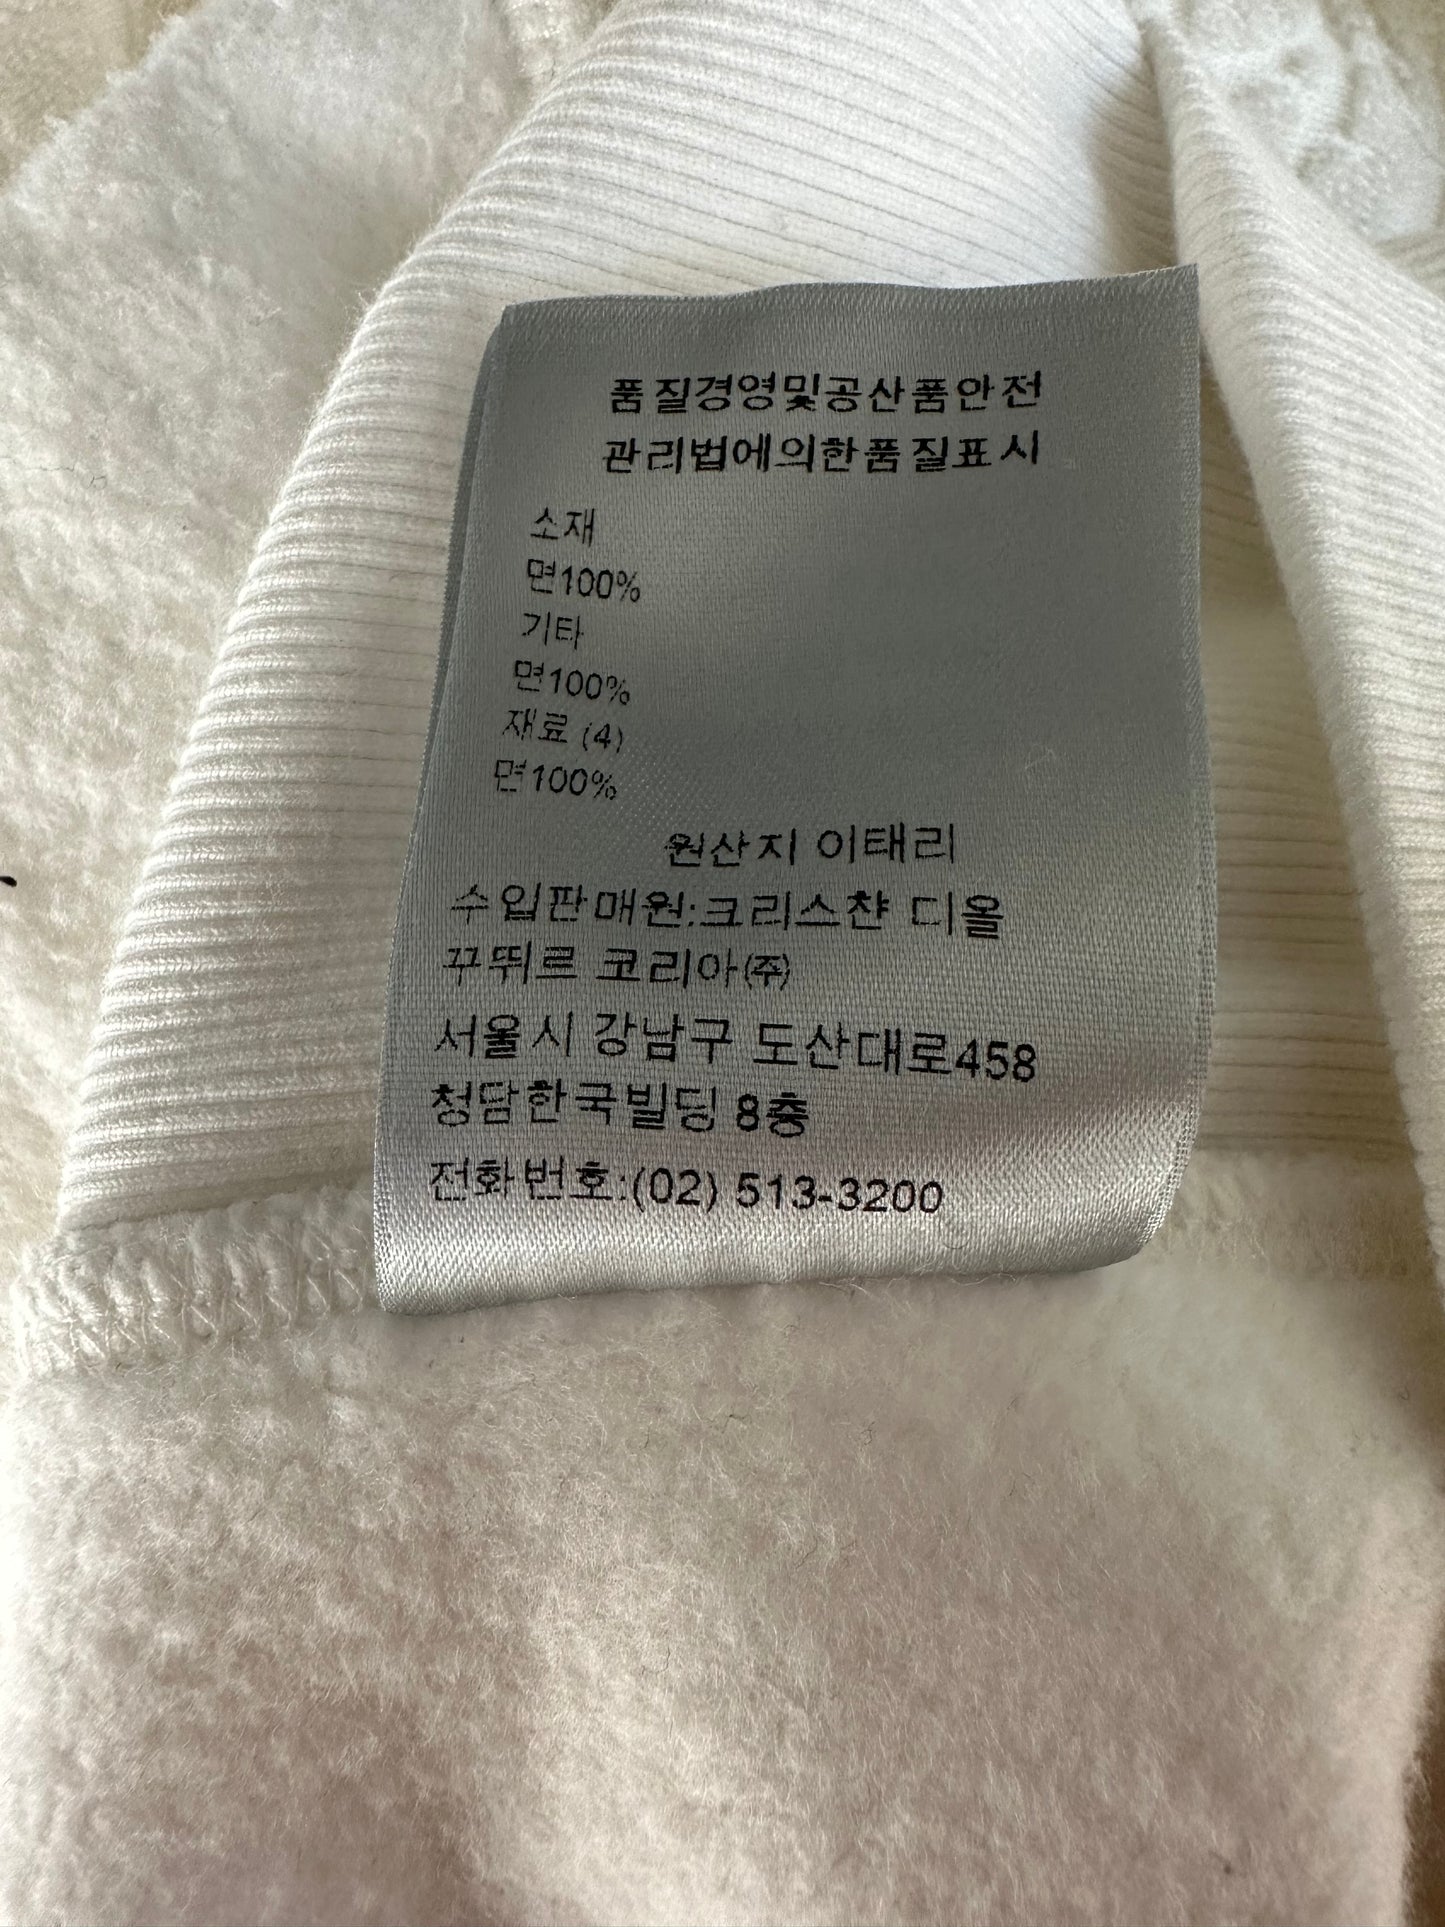 품질경영및공산품안전
관리법에의한품질표시
소재
면100%
기타
면100%
재료 (4)
면100%
원산지 이태리
수입판매원:크리스챤 디올
꾸뛰르 코리아㈜
서울시 강남구 도산대로458
청담한국빌딩 8층
전화번호:(02) 513-3200